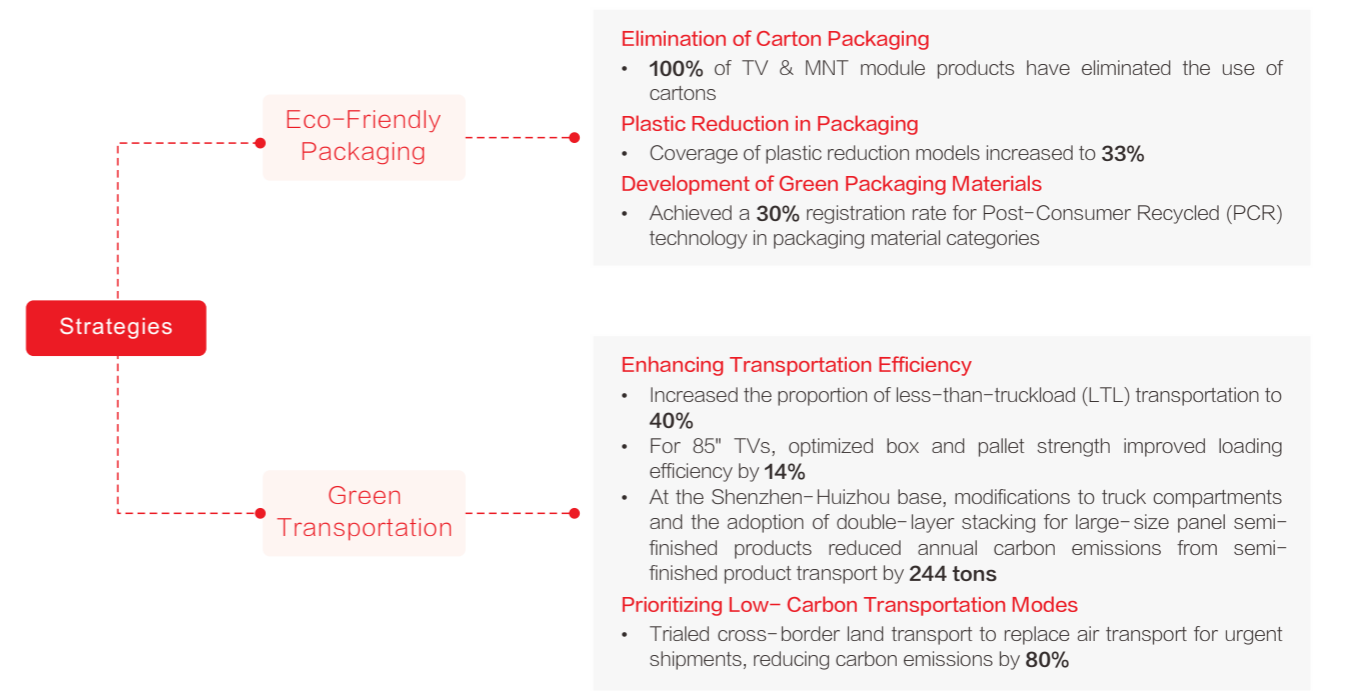 Strategies
Eco-Friendly
Packaging
Elimination of Carton Packaging
• 100% of TV & MNT module products have eliminated the use of
cartons
Plastic Reduction in Packaging
• Coverage of plastic reduction models increased to 33%
Development of Green Packaging Materials
• Achieved a 30% registration rate for Post-Consumer Recycled (PCR)
technology in packaging material categories
Green
Transportation
Enhancing Transportation Efficiency
• Increased the proportion of less-than-truckload (LTL) transportation to
40%
• For 85" TVs, optimized box and pallet strength improved loading
efficiency by 14%
• At the Shenzhen-Huizhou base, modifications to truck compartments
and the adoption of double-layer stacking for large-size panel semi-
finished products reduced annual carbon emissions from semi-
finished product transport by 244 tons
Prioritizing Low- Carbon Transportation Modes
• Trialed cross-border land transport to replace air transport for urgent
shipments, reducing carbon emissions by 80%